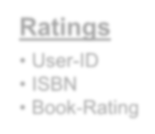 Ratings
• User-ID
• ISBN
• Book-Rating